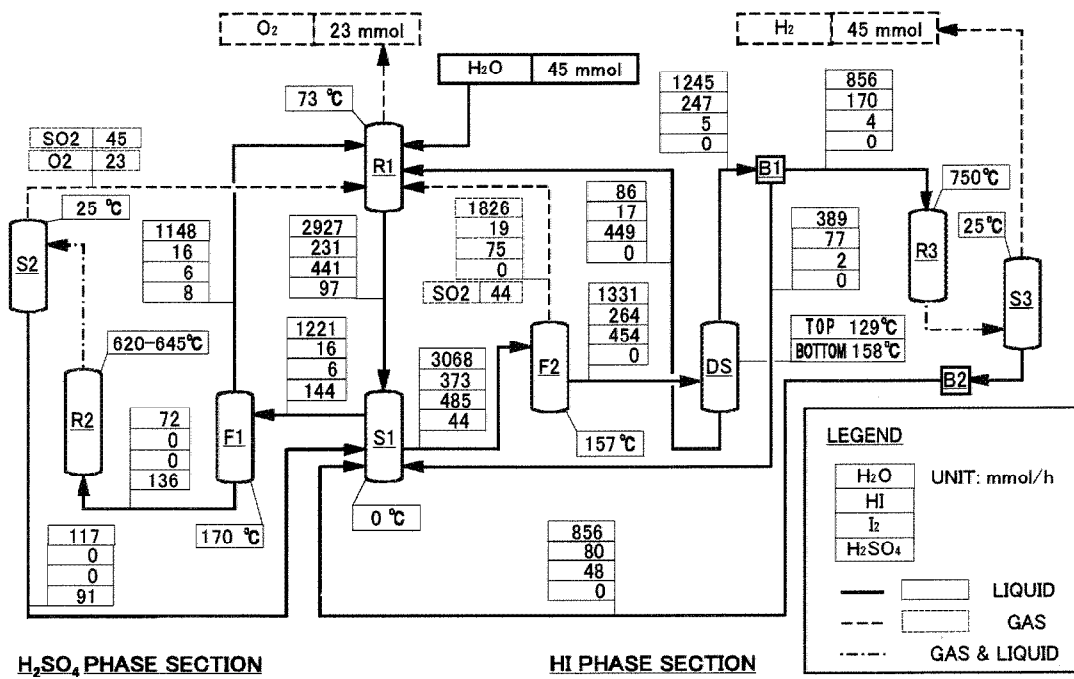 O₂ 23 mmol
H₂ 45 mmol
H₂O 45 mmol
73 ℃
SO2 45
O2 23
R1
1245
247
5
0
B1
856
170
4
0
750℃
25 ℃
S2
1148
16
6
8
2927
231
441
97
1826
19
75
0
SO2 44
86
17
449
0
389
77
2
0
R3
25℃
S3
620-645℃
1221
16
6
144
3068
373
485
44
F2
1331
264
454
0
DS
TOP 129℃
BOTTOM 158℃
B2
R2
72
0
0
136
F1
S1
157℃
170 ℃
0 ℃
117
0
0
91
856
80
48
0
LEGEND
H₂O
HI
I₂
H₂SO₄
UNIT: mmol/h
LIQUID
GAS
GAS & LIQUID
H₂SO₄ PHASE SECTION
HI PHASE SECTION